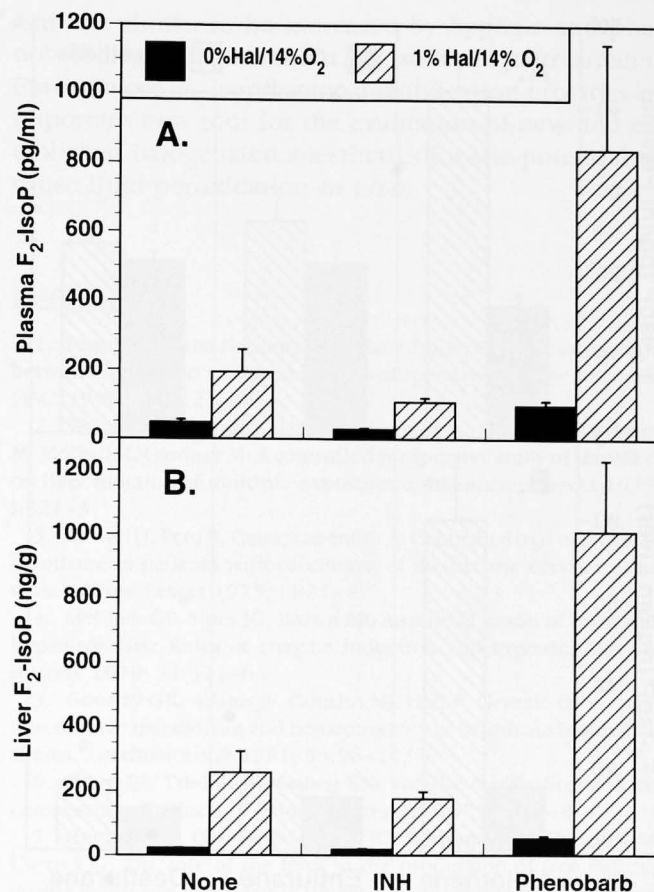 0%Hal/14%O₂
1% Hal/14% O₂
A.
Plasma F₂-IsoP (pg/ml)
1200
1000
800
600
400
200
0
B.
Liver F₂-IsoP (ng/g)
1200
1000
800
600
400
200
0
None
INH
Phenobarb